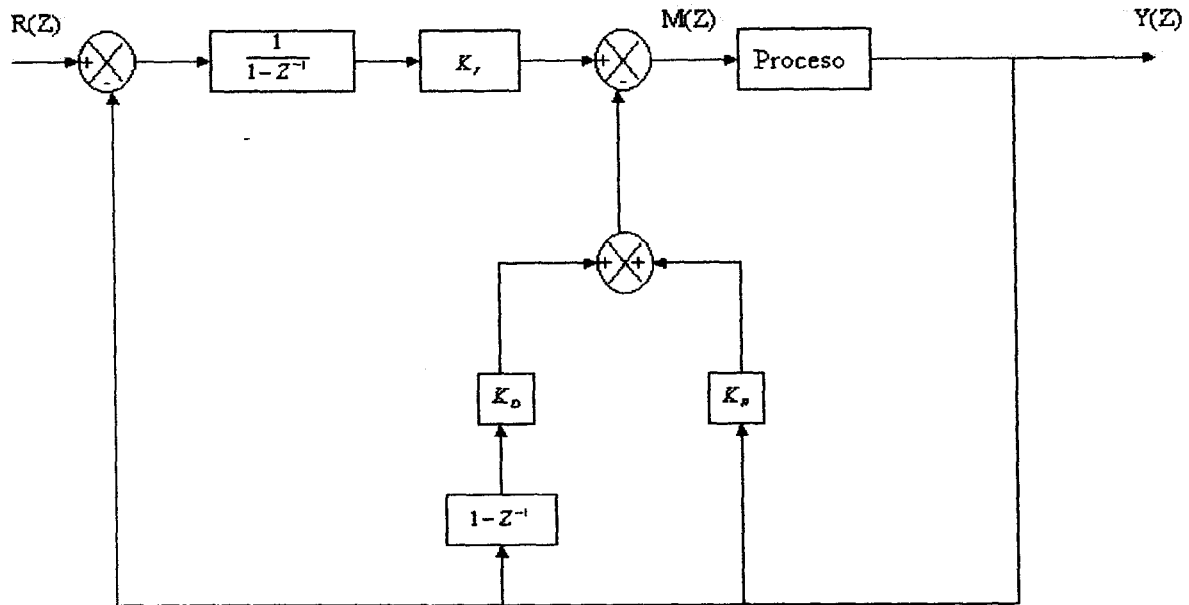 R(Z)
M(Z)
Y(Z)
+
-
1
1-Z⁻¹
K_I
+
-
Proceso
+
+
K_D
K_P
1-Z⁻¹